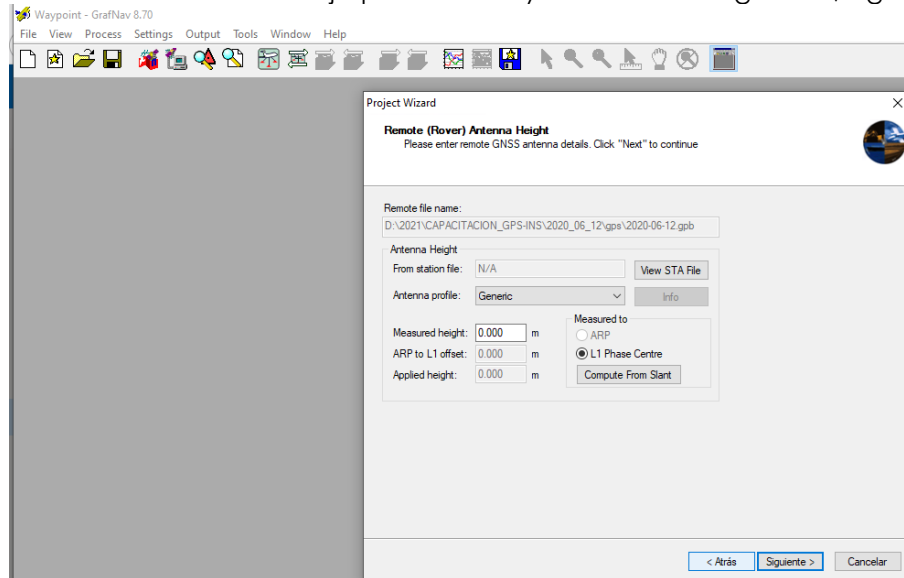 Waypoint - GrafNav 8.70
File View Process Settings Output Tools Window Help
Project Wizard
Remote (Rover) Antenna Height
Please enter remote GNSS antenna details. Click "Next" to continue
Remote file name:
D:\2021\CAPACITACION_GPS-INS\2020_06_12\gps\2020-06-12.gpb
Antenna Height
From station file: N/A View STA File
Antenna profile: Generic Info
Measured to
Measured height: 0.000 m ARP
ARP to L1 offset: 0.000 m L1 Phase Centre
Applied height: 0.000 m Compute From Slant
< Atrás Siguiente > Cancelar